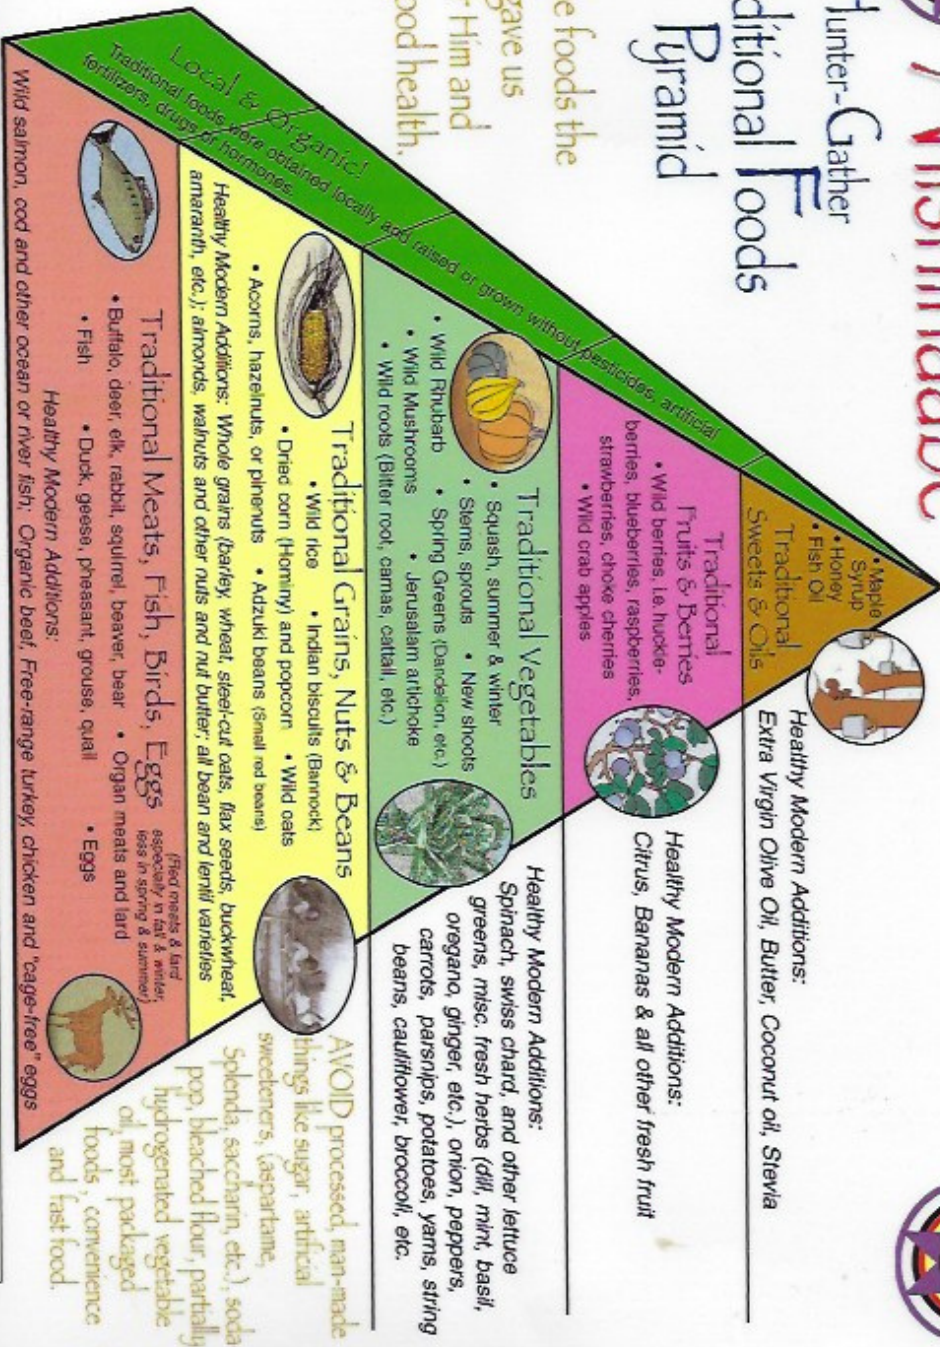 Hunter-Gather
ditional Foods
Pyramid
e foods the
gave us
Him and
ood health.
Local & Organic!
Traditional foods were obtained locally and raised or grown without pesticides, artificial
fertilizers, drugs or hormones.
• Maple
Syrup
• Honey
• Fish Oil
Traditional
Sweets & Oils
Healthy Modern Additions:
Extra Virgin Olive Oil, Butter, Coconut oil, Stevia
Traditional
Fruits & Berries
• Wild berries. i.e. huckle-
berries, blueberries, raspberries,
strawberries, choke cherries
• Wild crab apples
Healthy Modern Additions:
Citrus, Bananas & all other fresh fruit
Traditional Vegetables
• Squash, summer & winter
• Stems, sprouts • New shoots
• Wild Rhubarb • Spring Greens (Dandelion, etc.)
• Wild Mushrooms • Jerusalam artichoke
• Wild roots (Bitter root, camas, cattail, etc.)
Healthy Modern Additions:
Spinach, swiss chard, and other lettuce
greens, misc. fresh herbs (dill, mint, basil,
oregano, ginger, etc.), onion, peppers,
carrots, parsnips, potatoes, yams, string
beans, cauliflower, broccoli, etc.
Traditional Grains, Nuts & Beans
• Wild rice • Indian biscuits (Bannock)
• Dried corn (Hominy) and popcorn • Wild oats
• Acorns, hazelnuts, or pinenuts • Adzuki beans (Small red beans)
Healthy Modern Additions: Whole grains (barley, wheat, steel-cut oats, flax seeds, buckwheat,
amaranth, etc.); almonds, walnuts and other nuts and nut butter; all bean and lentil varieties
Traditional Meats, Fish, Birds, Eggs
(Fled meats & lard
especially in fall & winter,
less in spring & summer)
• Buffalo, deer, elk, rabbit, squirrel, beaver, bear • Organ meats and lard
• Fish • Duck, geese, pheasant, grouse, quail • Eggs
Healthy Modern Additions:
Wild salmon, cod and other ocean or river fish; Organic beef, Free-range turkey, chicken and "cage-free" eggs
AVOID processed, man-made
things like sugar, artificial
sweeteners, (aspartame,
Splenda, saccharin, etc.), soda
pop, bleached flour, partially
hydrogenated vegetable
oil, most packaged
foods, convenience
and fast food.